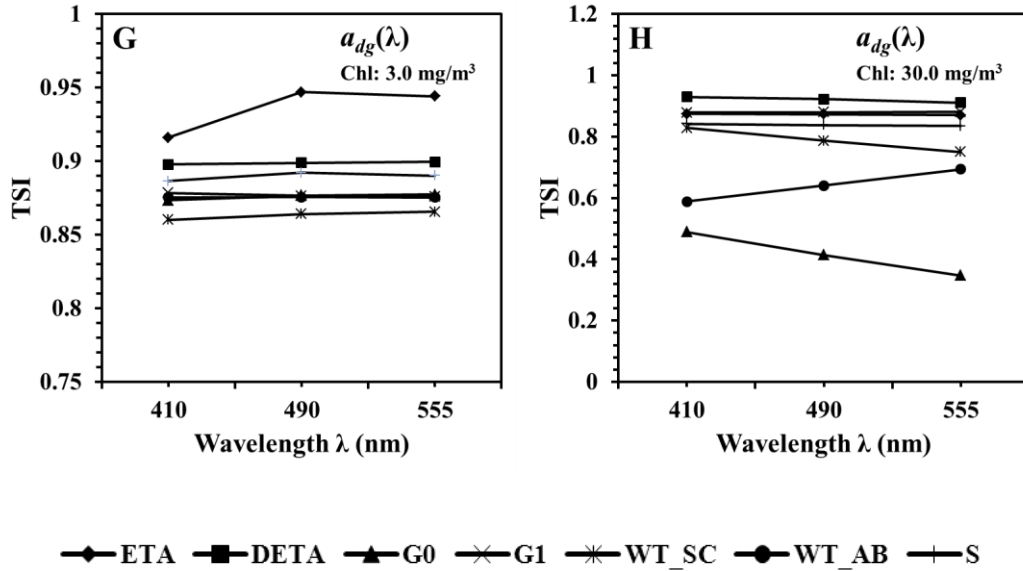 G
a_dg(λ)
Chl: 3.0 mg/m³
TSI
1
0.95
0.9
0.85
0.8
0.75
410 490 555
Wavelength λ (nm)
H
a_dg(λ)
Chl: 30.0 mg/m³
TSI
1.2
1
0.8
0.6
0.4
0.2
0
410 490 555
Wavelength λ (nm)
ETA DETA G0 G1 WT_SC WT_AB S